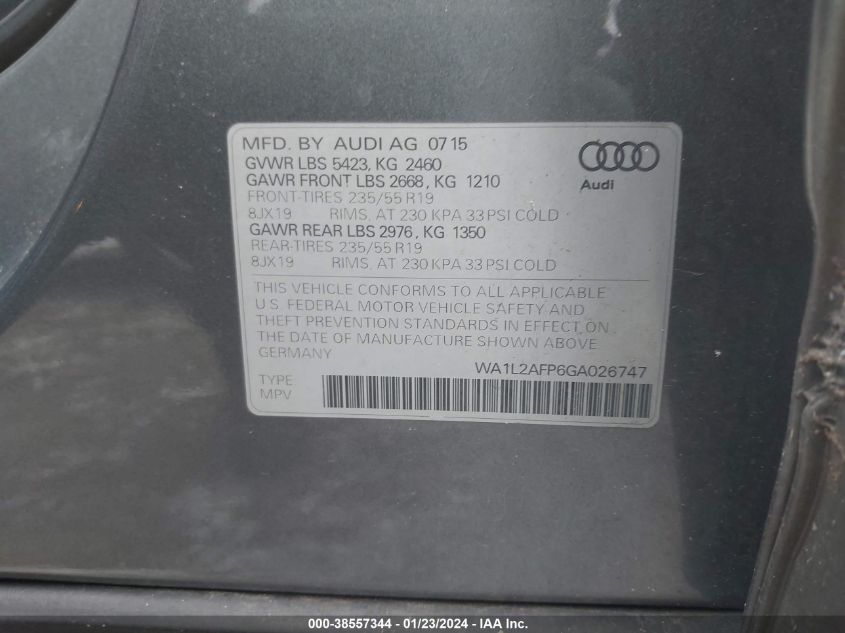 MFD. BY AUDI AG 07 15
GVWR LBS 5423, KG 2460
GAWR FRONT LBS 2668, KG 1210
FRONT-TIRES 235/55 R19
8JX19 RIMS, AT 230 KPA 33 PSI COLD
GAWR REAR LBS 2976, KG 1350
REAR-TIRES 235/55 R19
8JX19 RIMS, AT 230 KPA 33 PSI COLD
Audi
THIS VEHICLE CONFORMS TO ALL APPLICABLE
U.S. FEDERAL MOTOR VEHICLE SAFETY AND
THEFT PREVENTION STANDARDS IN EFFECT ON
THE DATE OF MANUFACTURE SHOWN ABOVE
GERMANY
WA1L2AFP6GA026747
TYPE
MPV
000-38557344 - 01/23/2024 - IAAI.COM